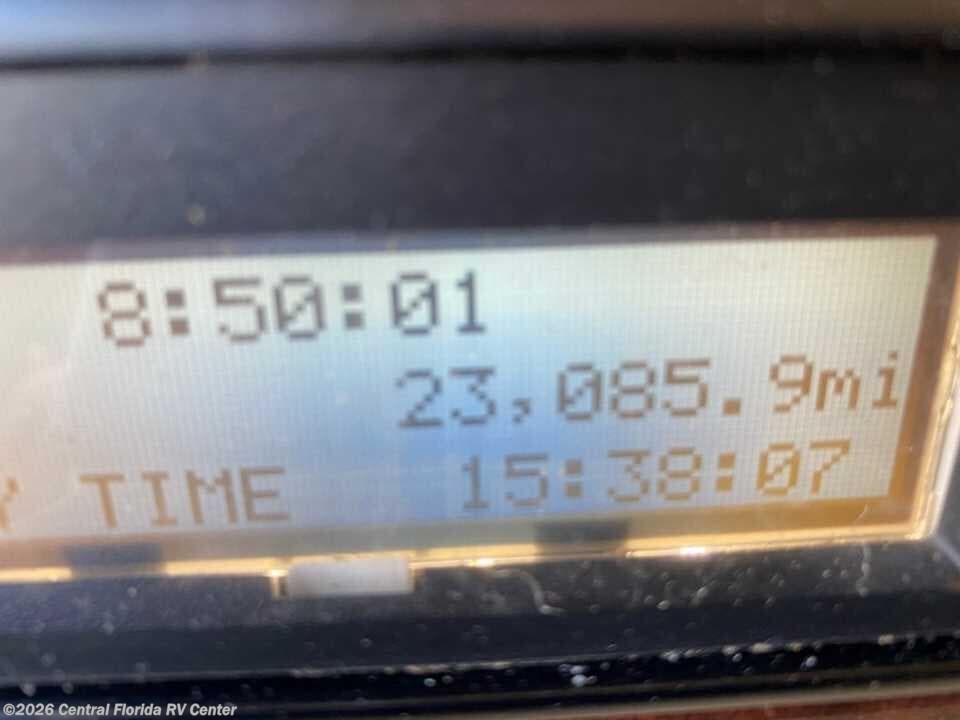 8:50:01
23,085.9mi
Y TIME 15:38:07
©2026 Central Florida RV Center